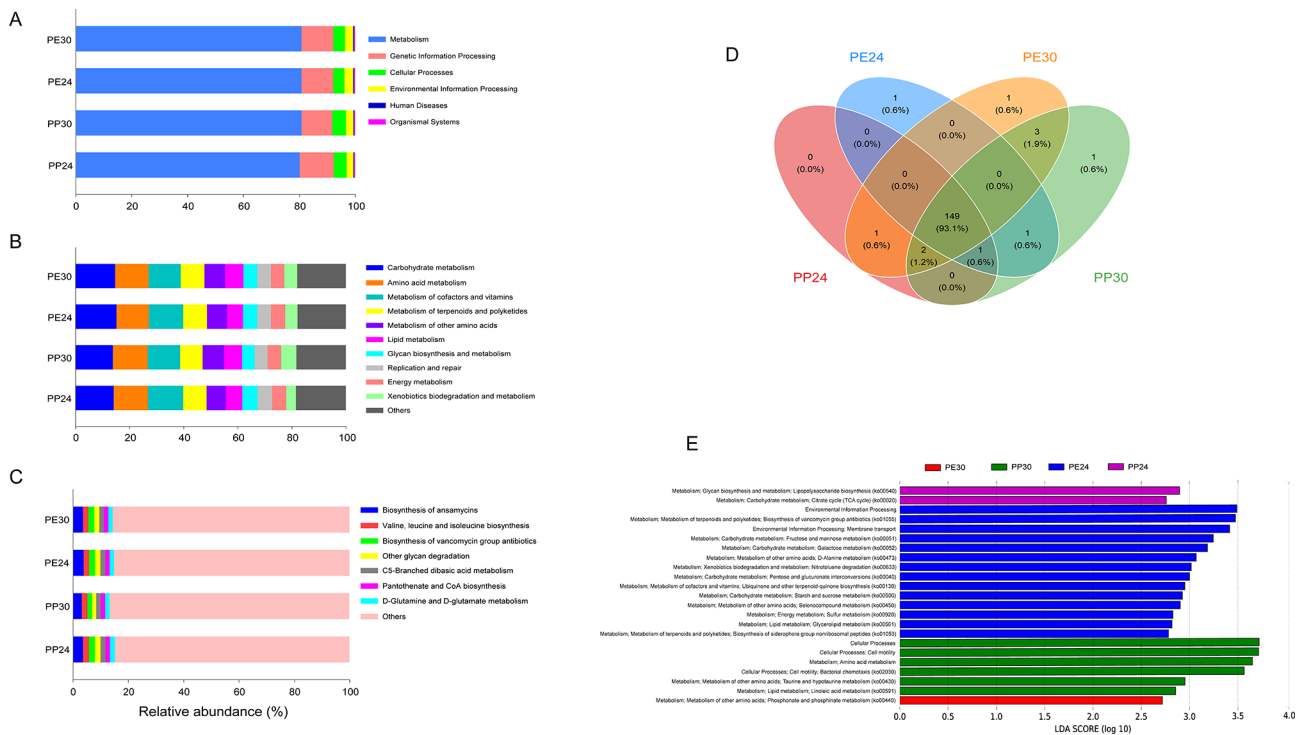 A
PE30
PE24
PP30
PP24
0 20 40 60 80 100
Metabolism
Genetic Information Processing
Cellular Processes
Environmental Information Processing
Human Diseases
Organismal Systems
B
PE30
PE24
PP30
PP24
0 20 40 60 80 100
Carbohydrate metabolism
Amino acid metabolism
Metabolism of cofactors and vitamins
Metabolism of terpenoids and polyketides
Metabolism of other amino acids
Lipid metabolism
Glycan biosynthesis and metabolism
Replication and repair
Energy metabolism
Xenobiotics biodegradation and metabolism
Others
C
PE30
PE24
PP30
PP24
0 20 40 60 80 100
Relative abundance (%)
Biosynthesis of ansamycins
Valine, leucine and isoleucine biosynthesis
Biosynthesis of vancomycin group antibiotics
Other glycan degradation
C5-Branched dibasic acid metabolism
Pantothenate and CoA biosynthesis
D-Glutamine and D-glutamate metabolism
Others
D
PE24 PE30
1 1
(0.6%) (0.6%)
0
(0.0%)
0 3
(0.0%) (1.9%)
0 1
(0.0%) (0.6%)
0 0
(0.0%) (0.0%)
149
(93.1%)
1 1
(0.6%) (0.6%)
2 1
(1.2%) (0.6%)
0
(0.0%)
PP24 PP30
E
PE30 PP30 PE24 PP24
Metabolism; Glycan biosynthesis and metabolism; Lipopolysaccharide biosynthesis (ko00540)
Metabolism; Carbohydrate metabolism; Citrate cycle (TCA cycle) (ko00020)
Environmental Information Processing
Metabolism; Metabolism of terpenoids and polyketides; Biosynthesis of vancomycin group antibiotics (ko01055)
Environmental Information Processing; Membrane transport
Metabolism; Carbohydrate metabolism; Fructose and mannose metabolism (ko00051)
Metabolism; Carbohydrate metabolism; Galactose metabolism (ko00052)
Metabolism; Metabolism of other amino acids; D-Alanine metabolism (ko00473)
Metabolism; Xenobiotics biodegradation and metabolism; Nitrotoluene degradation (ko00633)
Metabolism; Carbohydrate metabolism; Pentose and glucuronate interconversions (ko00040)
Metabolism; Metabolism of cofactors and vitamins; Ubiquinone and other terpenoid-quinone biosynthesis (ko00130)
Metabolism; Carbohydrate metabolism; Starch and sucrose metabolism (ko00500)
Metabolism; Metabolism of other amino acids; Selenocompound metabolism (ko00450)
Metabolism; Energy metabolism; Sulfur metabolism (ko00920)
Metabolism; Lipid metabolism; Glycerolipid metabolism (ko00561)
Metabolism; Metabolism of terpenoids and polyketides; Biosynthesis of siderophore group nonribosomal peptides (ko01053)
Cellular Processes
Cellular Processes; Cell motility
Metabolism; Amino acid metabolism
Cellular Processes; Cell motility; Bacterial chemotaxis (ko02030)
Metabolism; Metabolism of other amino acids; Taurine and hypotaurine metabolism (ko00430)
Metabolism; Lipid metabolism; Linoleic acid metabolism (ko00591)
Metabolism; Metabolism of other amino acids; Phosphonate and phosphinate metabolism (ko00440)
0.0 0.5 1.0 1.5 2.0 2.5 3.0 3.5 4.0
LDA SCORE (log 10)